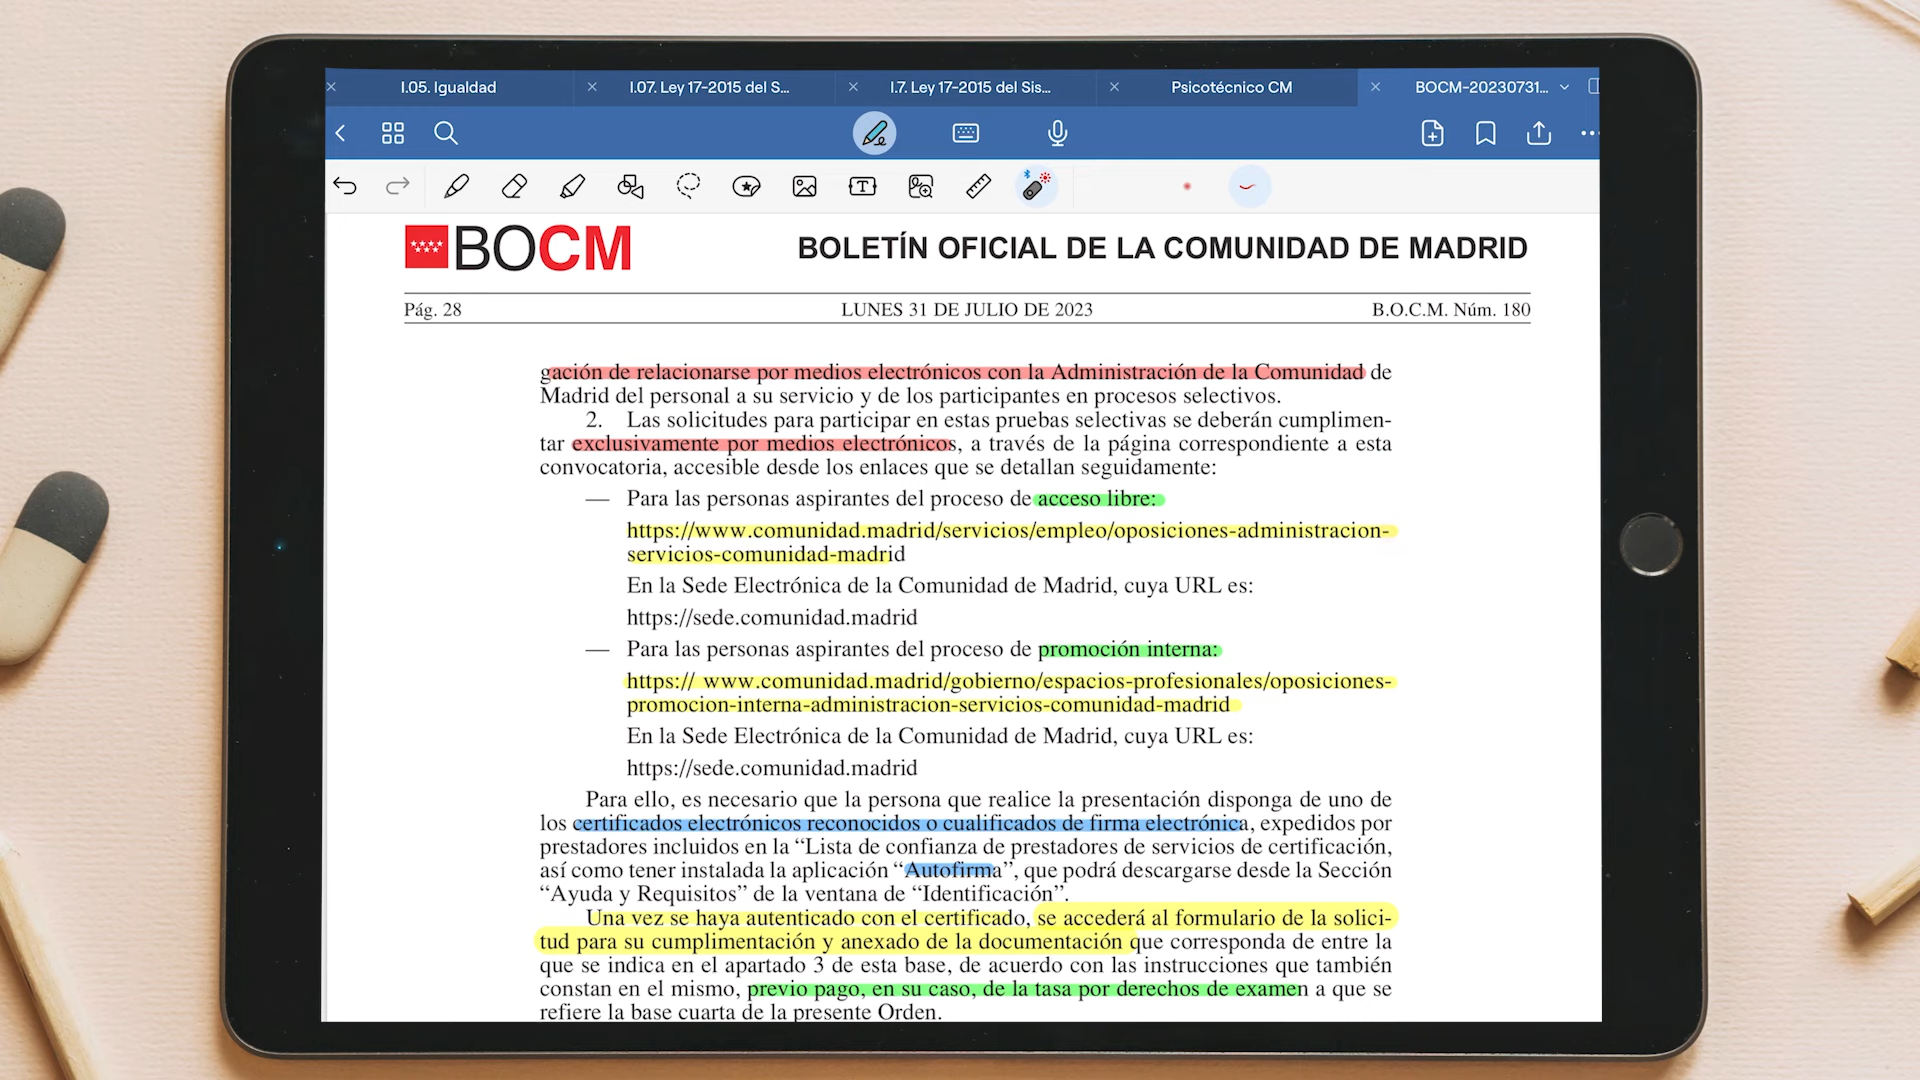 I.05. Igualdad
I.07. Ley 17-2015 del S...
I.7. Ley 17-2015 del Sis...
Psicotécnico CM
BOCM-20230731...
BOCM
BOLETÍN OFICIAL DE LA COMUNIDAD DE MADRID
Pág. 28
LUNES 31 DE JULIO DE 2023
B.O.C.M. Núm. 180
gación de relacionarse por medios electrónicos con la Administración de la Comunidad de
Madrid del personal a su servicio y de los participantes en procesos selectivos.
2. Las solicitudes para participar en estas pruebas selectivas se deberán cumplimen-
tar exclusivamente por medios electrónicos, a través de la página correspondiente a esta
convocatoria, accesible desde los enlaces que se detallan seguidamente:
— Para las personas aspirantes del proceso de acceso libre:
https://www.comunidad.madrid/servicios/empleo/oposiciones-administracion-
servicios-comunidad-madrid
En la Sede Electrónica de la Comunidad de Madrid, cuya URL es:
https://sede.comunidad.madrid
— Para las personas aspirantes del proceso de promoción interna:
https:// www.comunidad.madrid/gobierno/espacios-profesionales/oposiciones-
promocion-interna-administracion-servicios-comunidad-madrid
En la Sede Electrónica de la Comunidad de Madrid, cuya URL es:
https://sede.comunidad.madrid
Para ello, es necesario que la persona que realice la presentación disponga de uno de
los certificados electrónicos reconocidos o cualificados de firma electrónica, expedidos por
prestadores incluidos en la “Lista de confianza de prestadores de servicios de certificación,
así como tener instalada la aplicación “Autofirma”, que podrá descargarse desde la Sección
“Ayuda y Requisitos” de la ventana de “Identificación”.
Una vez se haya autenticado con el certificado, se accederá al formulario de la solici-
tud para su cumplimentación y anexado de la documentación que corresponda de entre la
que se indica en el apartado 3 de esta base, de acuerdo con las instrucciones que también
constan en el mismo, previo pago, en su caso, de la tasa por derechos de examen a que se
refiere la base cuarta de la presente Orden.